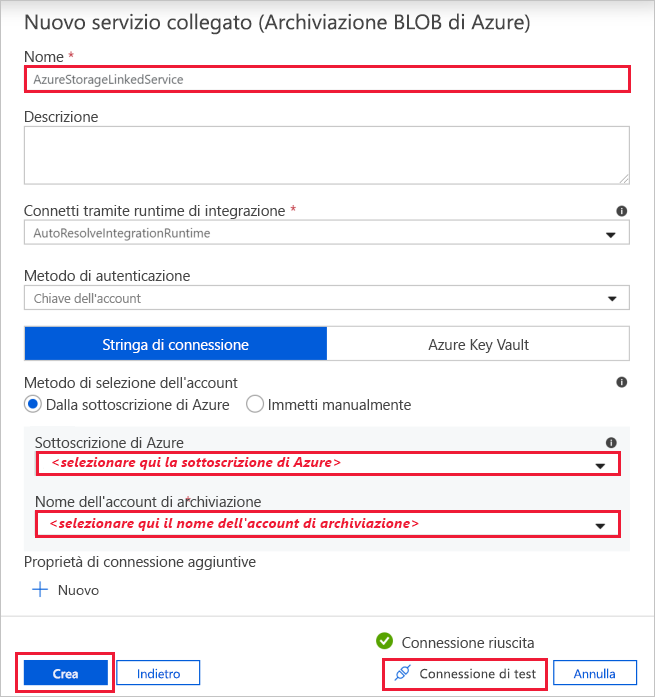 Nuovo servizio collegato (Archiviazione BLOB di Azure)
Nome *
AzureStorageLinkedService
Descrizione
Connetti tramite runtime di integrazione *
AutoResolveIntegrationRuntime
Metodo di autenticazione
Chiave dell'account
Stringa di connessione Azure Key Vault
Metodo di selezione dell'account
Dalla sottoscrizione di Azure Immetti manualmente
Sottoscrizione di Azure
<selezionare qui la sottoscrizione di Azure>
Nome dell'account di archiviazione *
<selezionare qui il nome dell'account di archiviazione>
Proprietà di connessione aggiuntive
+ Nuovo
Connessione riuscita
Crea Indietro Connessione di test Annulla